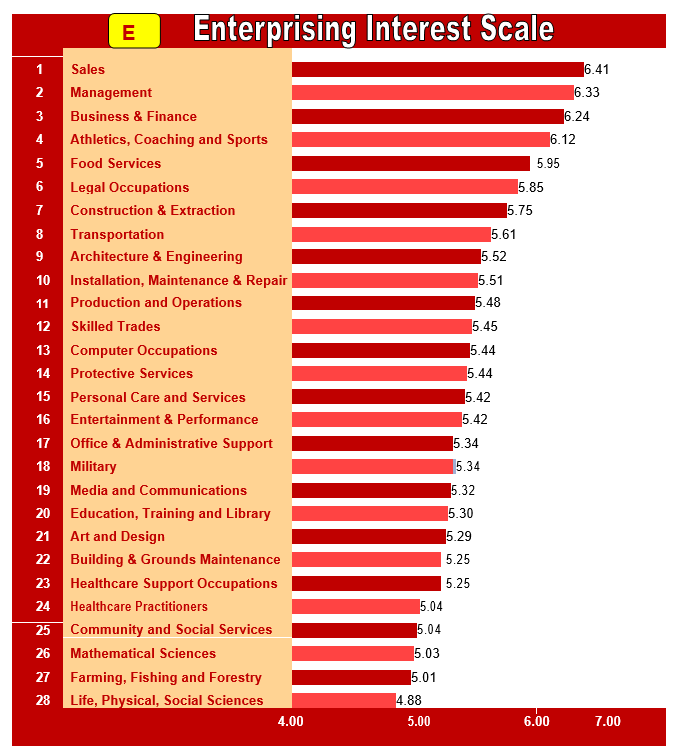 E Enterprising Interest Scale
1 Sales 6.41
2 Management 6.33
3 Business & Finance 6.24
4 Athletics, Coaching and Sports 6.12
5 Food Services 5.95
6 Legal Occupations 5.85
7 Construction & Extraction 5.75
8 Transportation 5.61
9 Architecture & Engineering 5.52
10 Installation, Maintenance & Repair 5.51
11 Production and Operations 5.48
12 Skilled Trades 5.45
13 Computer Occupations 5.44
14 Protective Services 5.44
15 Personal Care and Services 5.42
16 Entertainment & Performance 5.42
17 Office & Administrative Support 5.34
18 Military 5.34
19 Media and Communications 5.32
20 Education, Training and Library 5.30
21 Art and Design 5.29
22 Building & Grounds Maintenance 5.25
23 Healthcare Support Occupations 5.25
24 Healthcare Practitioners 5.04
25 Community and Social Services 5.04
26 Mathematical Sciences 5.03
27 Farming, Fishing and Forestry 5.01
28 Life, Physical, Social Sciences 4.88
4.00 5.00 6.00 7.00